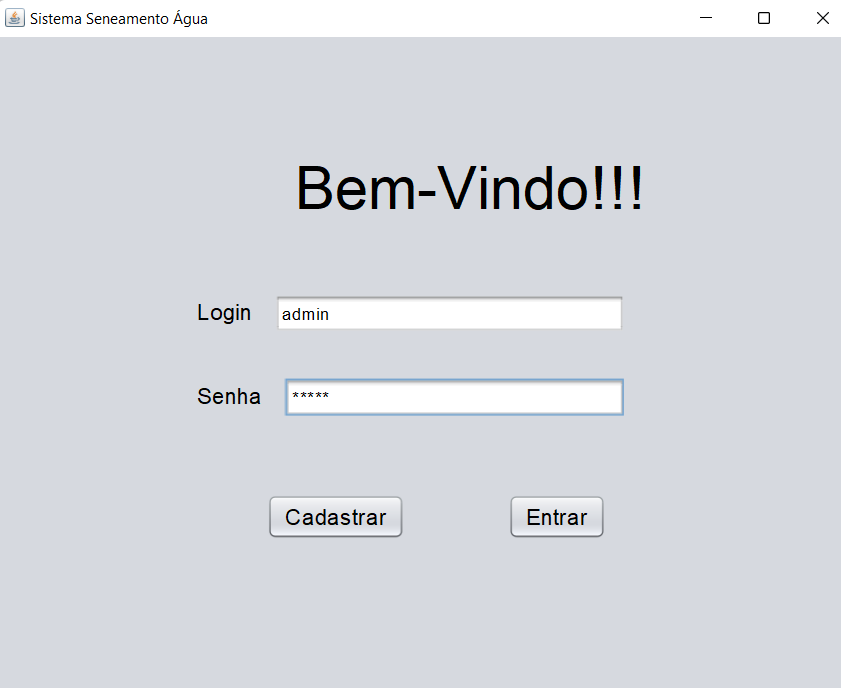 Sistema Seneamento Água
Bem-Vindo!!!
Login admin
Senha *****
Cadastrar Entrar